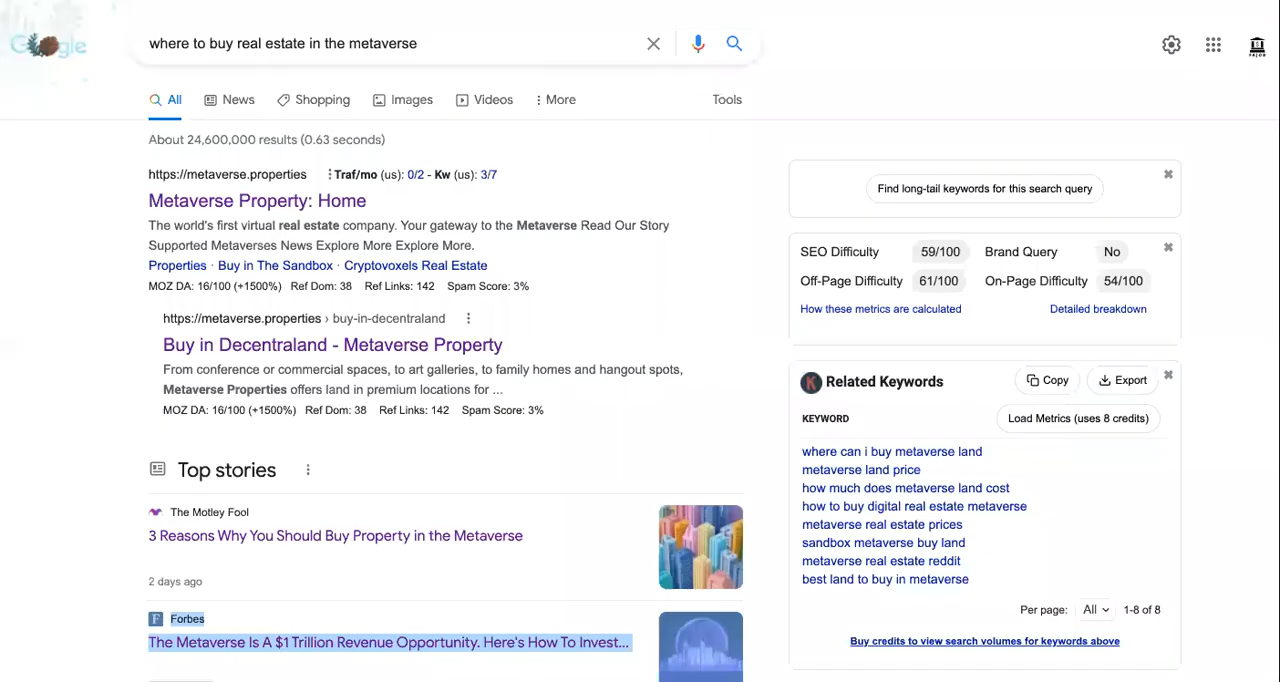 Google
where to buy real estate in the metaverse
All News Shopping Images Videos More Tools
About 24,600,000 results (0.63 seconds)
https://metaverse.properties Traf/mo (us): 0/2 - Kw (us): 3/7
Metaverse Property: Home
The world's first virtual real estate company. Your gateway to the Metaverse Read Our Story
Supported Metaverses News Explore More Explore More.
Properties · Buy in The Sandbox · Cryptovoxels Real Estate
MOZ DA: 16/100 (+1500%) Ref Dom: 38 Ref Links: 142 Spam Score: 3%
https://metaverse.properties › buy-in-decentraland
Buy in Decentraland - Metaverse Property
From conference or commercial spaces, to art galleries, to family homes and hangout spots,
Metaverse Properties offers land in premium locations for ...
MOZ DA: 16/100 (+1500%) Ref Dom: 38 Ref Links: 142 Spam Score: 3%
Top stories
The Motley Fool
3 Reasons Why You Should Buy Property in the Metaverse
2 days ago
F Forbes
The Metaverse Is A $1 Trillion Revenue Opportunity. Here's How To Invest...
Find long-tail keywords for this search query
SEO Difficulty 59/100 Brand Query No
Off-Page Difficulty 61/100 On-Page Difficulty 54/100
How these metrics are calculated Detailed breakdown
K Related Keywords Copy Export
KEYWORD Load Metrics (uses 8 credits)
where can i buy metaverse land
metaverse land price
how much does metaverse land cost
how to buy digital real estate metaverse
metaverse real estate prices
sandbox metaverse buy land
metaverse real estate reddit
best land to buy in metaverse
Per page: All 1-8 of 8
Buy credits to view search volumes for keywords above